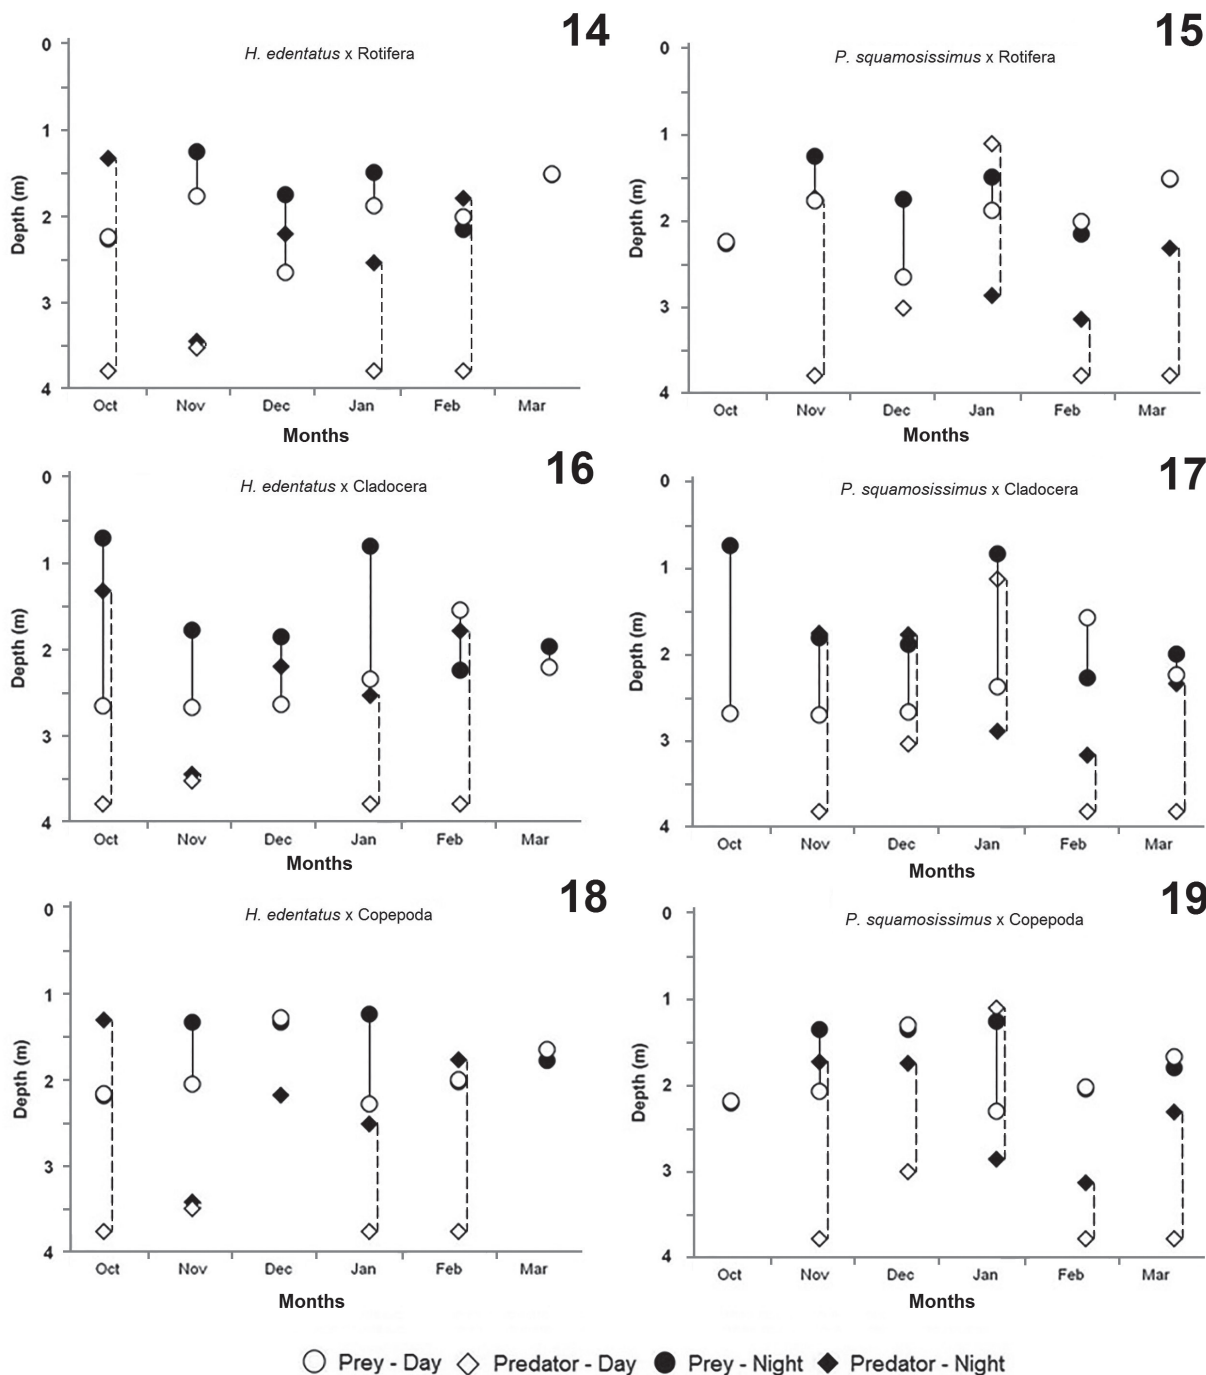 14
H. edentatus x Rotifera
0
1
2
3
4
Depth (m)
Oct Nov Dec Jan Feb Mar
Months
15
P. squamosissimus x Rotifera
0
1
2
3
4
Depth (m)
Oct Nov Dec Jan Feb Mar
Months
16
H. edentatus x Cladocera
0
1
2
3
4
Depth (m)
Oct Nov Dec Jan Feb Mar
Months
17
P. squamosissimus x Cladocera
0
1
2
3
4
Depth (m)
Oct Nov Dec Jan Feb Mar
Months
18
H. edentatus x Copepoda
0
1
2
3
4
Depth (m)
Oct Nov Dec Jan Feb Mar
Months
19
P. squamosissimus x Copepoda
0
1
2
3
4
Depth (m)
Oct Nov Dec Jan Feb Mar
Months
Prey - Day Predator - Day Prey - Night Predator - Night